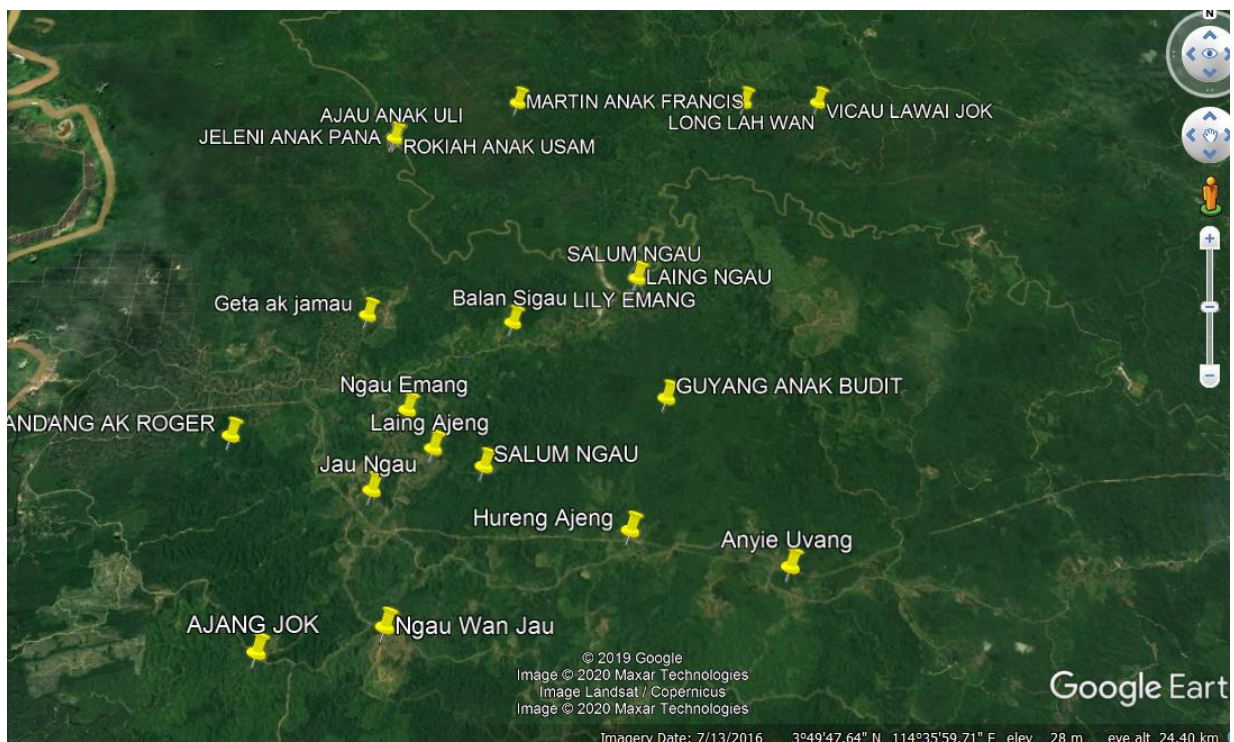 N
MARTIN ANAK FRANCIS
VICAU LAWAI JOK
AJAU ANAK ULI
LONG LAH WAN
JELENI ANAK PANA
ROKIAH ANAK USAM
SALUM NGAU
LAING NGAU
Geta ak jamau
Balan Sigau
LILY EMANG
Ngau Emang
GUYANG ANAK BUDIT
ANDANG AK ROGER
Laing Ajeng
Jau Ngau
SALUM NGAU
Hureng Ajeng
Anyie Uvang
AJANG JOK
Ngau Wan Jau
© 2019 Google
Image © 2020 Maxar Technologies
Image Landsat / Copernicus
Image © 2020 Maxar Technologies
Google Eart
Imagery Date: 7/13/2016 3°49'47.64" N 114°35'59.71" E elev 28 m eye alt 24.40 km